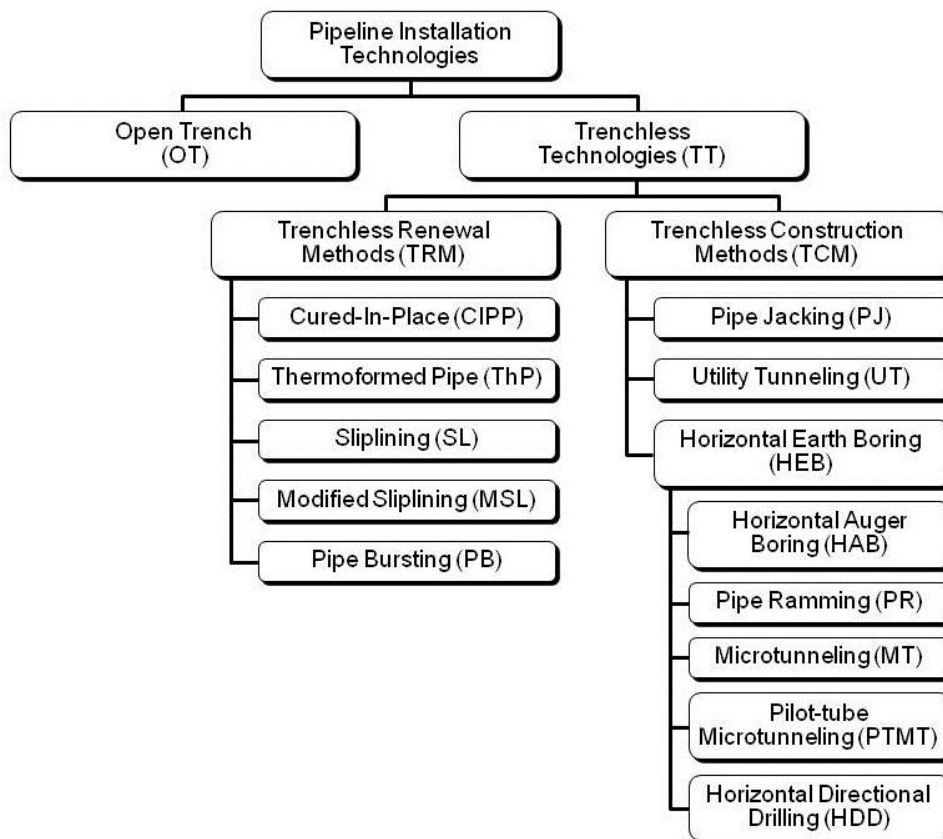 Pipeline Installation
Technologies
Open Trench
(OT)
Trenchless
Technologies (TT)
Trenchless Renewal
Methods (TRM)
Cured-In-Place (CIPP)
Thermoformed Pipe (ThP)
Sliplining (SL)
Modified Sliplining (MSL)
Pipe Bursting (PB)
Trenchless Construction
Methods (TCM)
Pipe Jacking (PJ)
Utility Tunneling (UT)
Horizontal Earth Boring
(HEB)
Horizontal Auger
Boring (HAB)
Pipe Ramming (PR)
Microtunneling (MT)
Pilot-tube
Microtunneling (PTMT)
Horizontal Directional
Drilling (HDD)